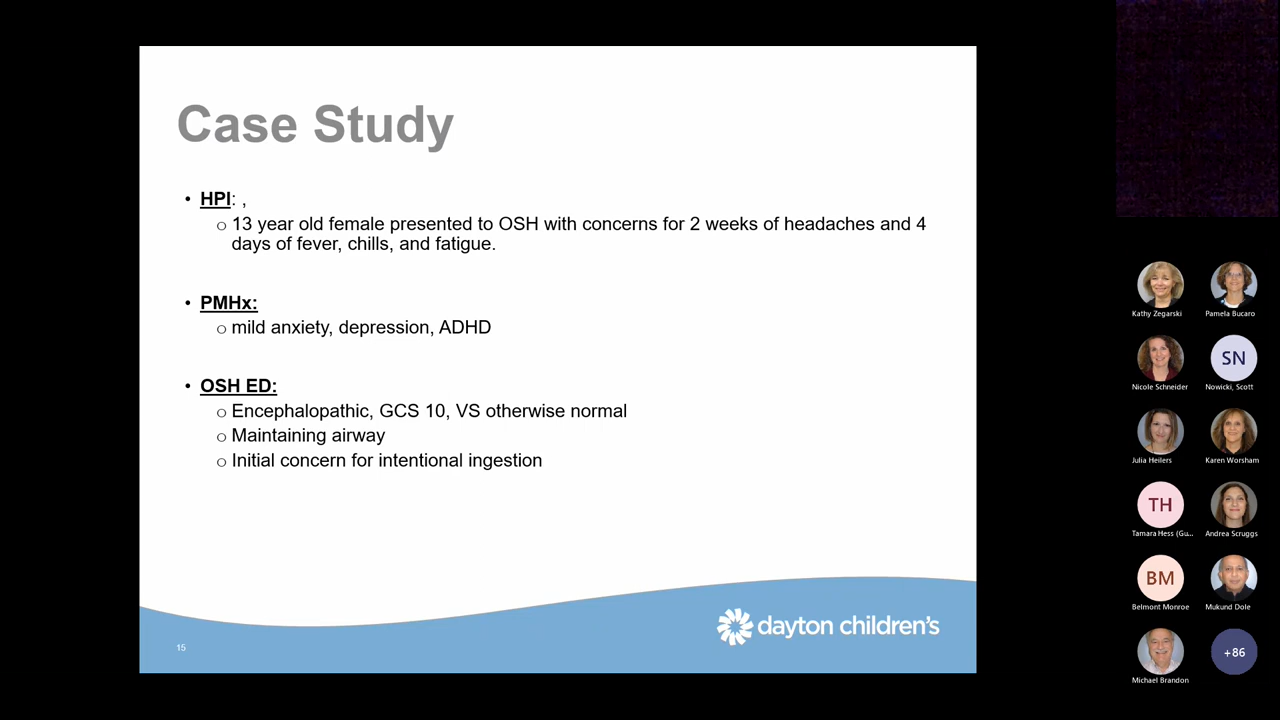 Case Study
• HPI: ,
o 13 year old female presented to OSH with concerns for 2 weeks of headaches and 4
days of fever, chills, and fatigue.
• PMHx:
o mild anxiety, depression, ADHD
• OSH ED:
o Encephalopathic, GCS 10, VS otherwise normal
o Maintaining airway
o Initial concern for intentional ingestion
15
dayton children's
Kathy Zegarski
Pamela Bucaro
Nicole Schneider
SN
Nowicki, Scott
Julia Heilers
Karen Worsham
TH
Tamara Hess (Gu...
Andrea Scruggs
BM
Belmont Monroe
Mukund Dole
Michael Brandon
+86